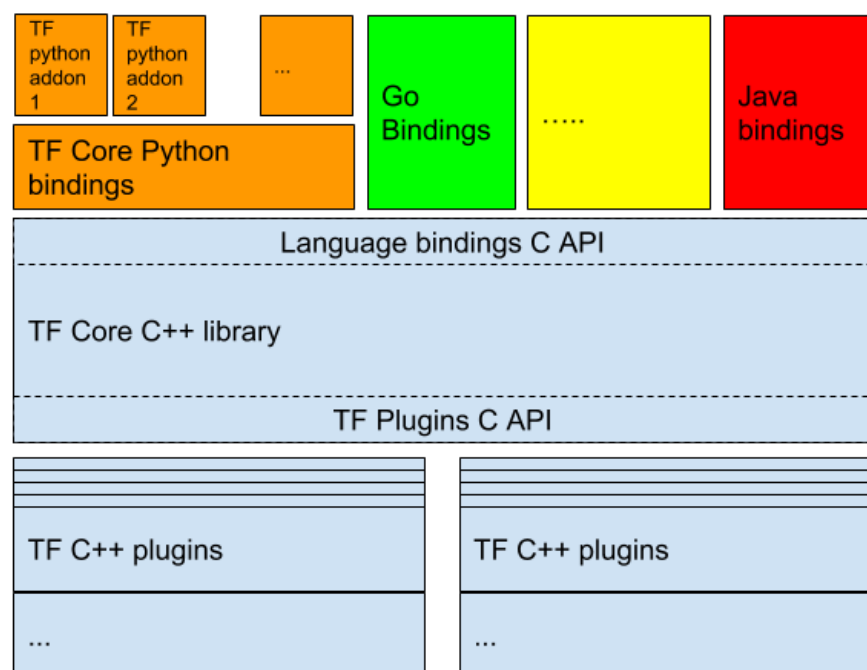 TF
python
addon
1
TF
python
addon
2
...
Go
Bindings
.....
Java
bindings
TF Core Python
bindings
Language bindings C API
TF Core C++ library
TF Plugins C API
TF C++ plugins
TF C++ plugins
...
...